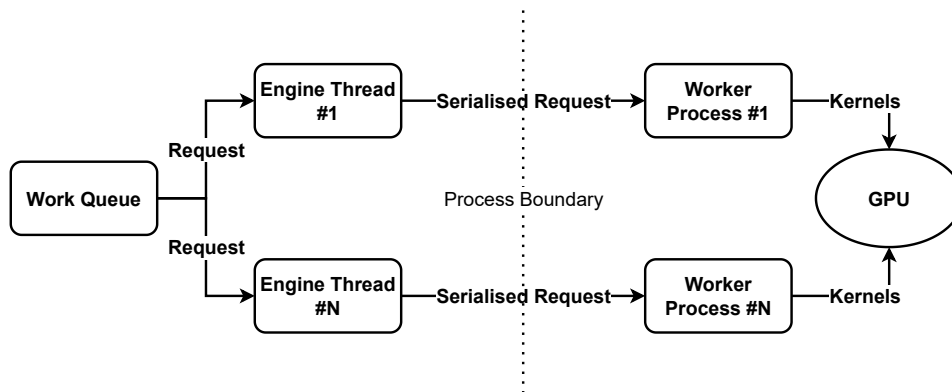 Engine Thread
#1
Serialised Request
Worker
Process #1
Kernels
Request
Work Queue
Process Boundary
GPU
Request
Engine Thread
#N
Serialised Request
Worker
Process #N
Kernels